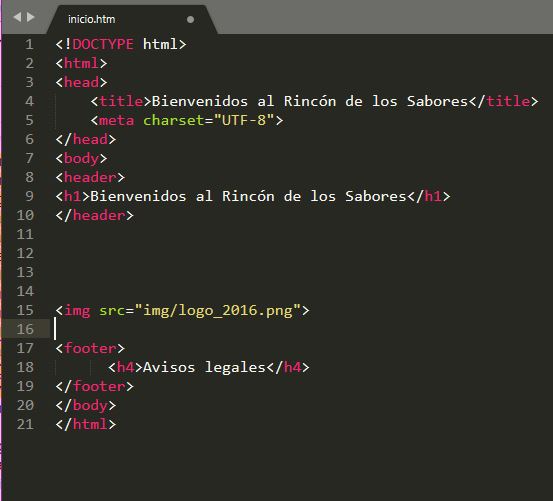 inicio.htm
1 <!DOCTYPE html>
2 <html>
3 <head>
4     <title>Bienvenidos al Rincón de los Sabores</title>
5     <meta charset="UTF-8">
6 </head>
7 <body>
8 <header>
9 <h1>Bienvenidos al Rincón de los Sabores</h1>
10 </header>
11
12
13
14
15 <img src="img/logo_2016.png">
16
17 <footer>
18       <h4>Avisos legales</h4>
19 </footer>
20 </body>
21 </html>